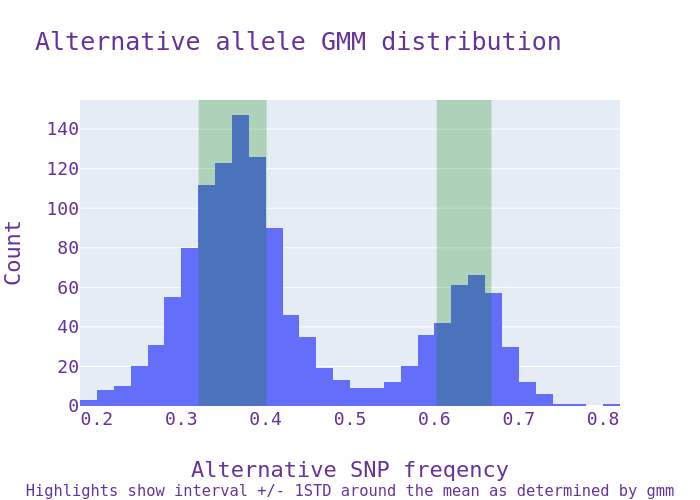 Alternative allele GMM distribution
140
120
100
80
60
40
20
0
Count
0.2 0.3 0.4 0.5 0.6 0.7 0.8
Alternative SNP freqency
Highlights show interval +/- 1STD around the mean as determined by gmm